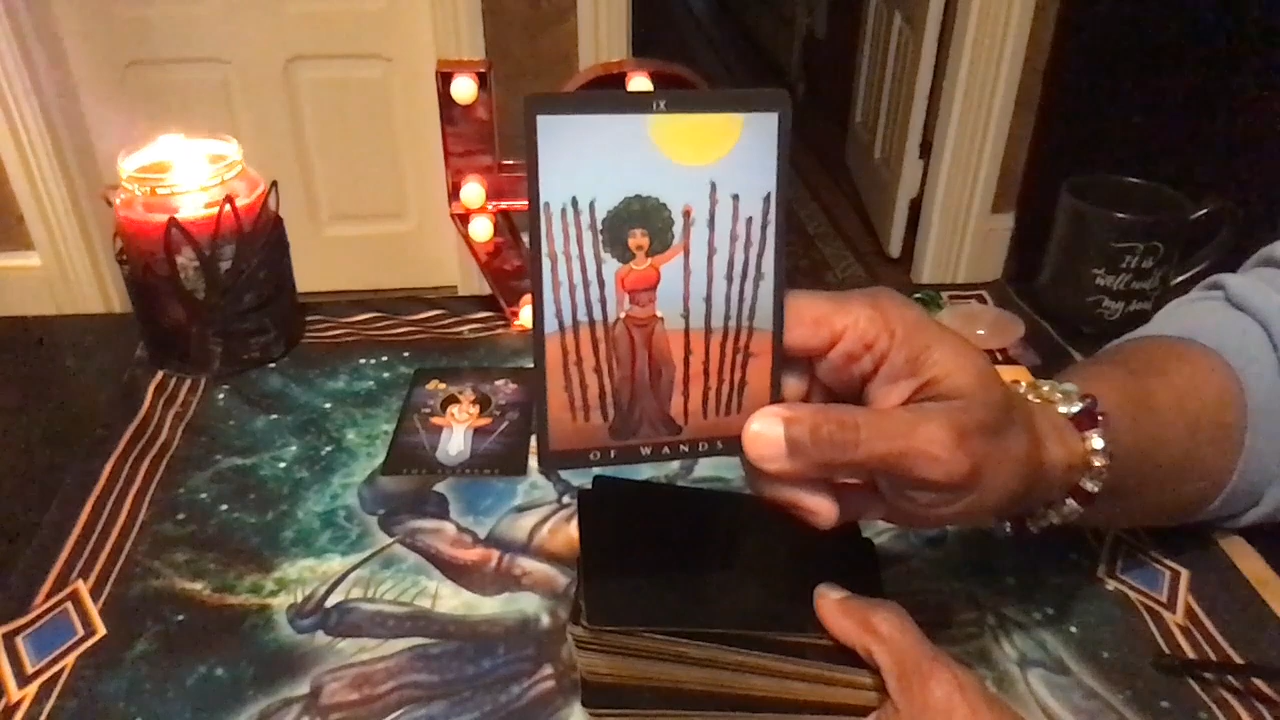 IX
OF WANDS
THE SUPREME
It is
well with
my soul